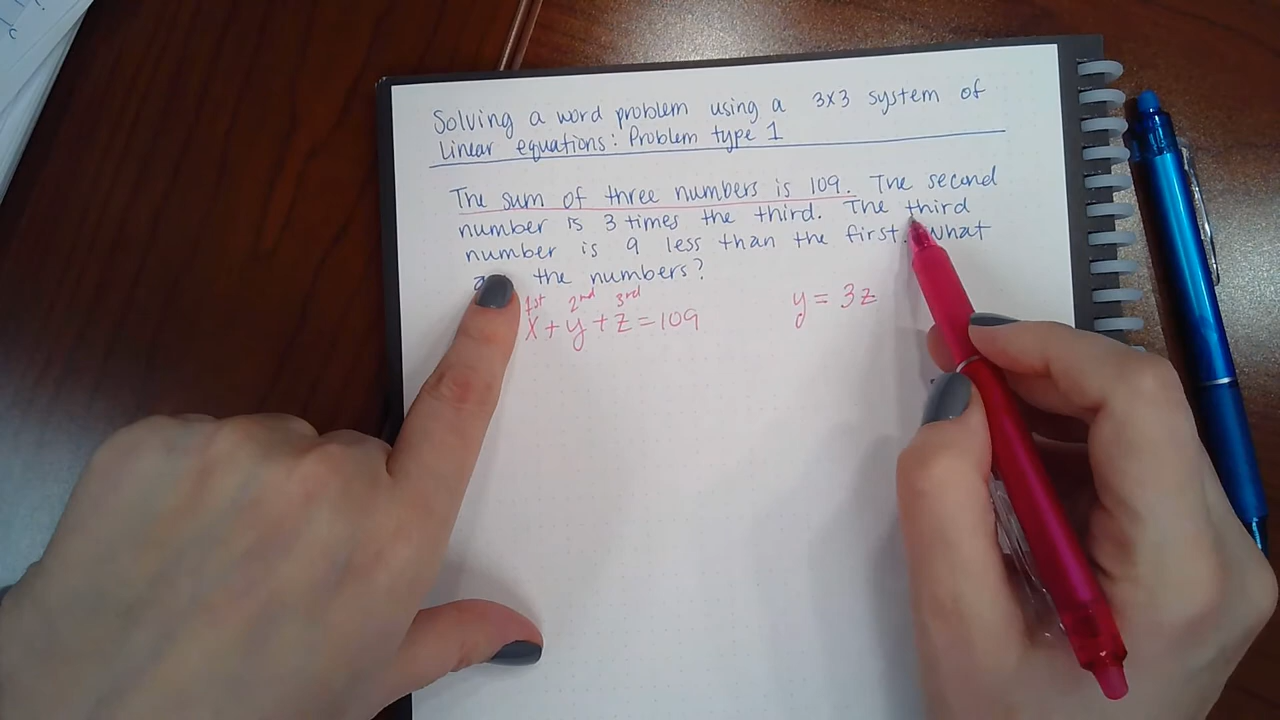 Solving a word problem using a 3x3 system of
linear equations: Problem type 1
The sum of three numbers is 109. The second
number is 3 times the third. The third
number is 9 less than the first. What
the numbers?
1st 2nd 3rd
x+y+z=109
y = 3z